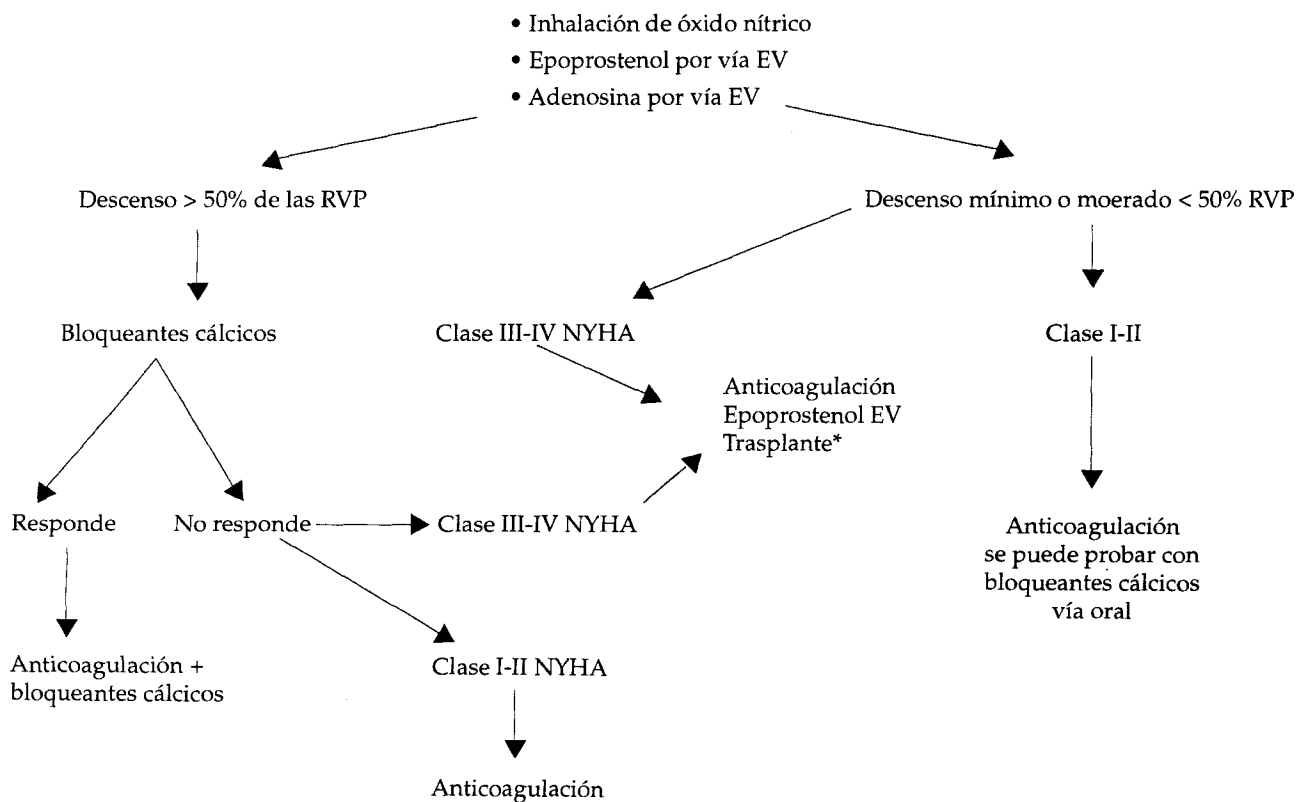 • Inhalación de óxido nítrico
• Epoprostenol por vía EV
• Adenosina por vía EV
Descenso > 50% de las RVP
Descenso mínimo o moerado < 50% RVP
Bloqueantes cálcicos
Clase III-IV NYHA
Clase I-II
Anticoagulación
Epoprostenol EV
Trasplante*
Responde
No responde
Clase III-IV NYHA
Anticoagulación
se puede probar con
bloqueantes cálcicos
vía oral
Anticoagulación +
bloqueantes cálcicos
Clase I-II NYHA
Anticoagulación